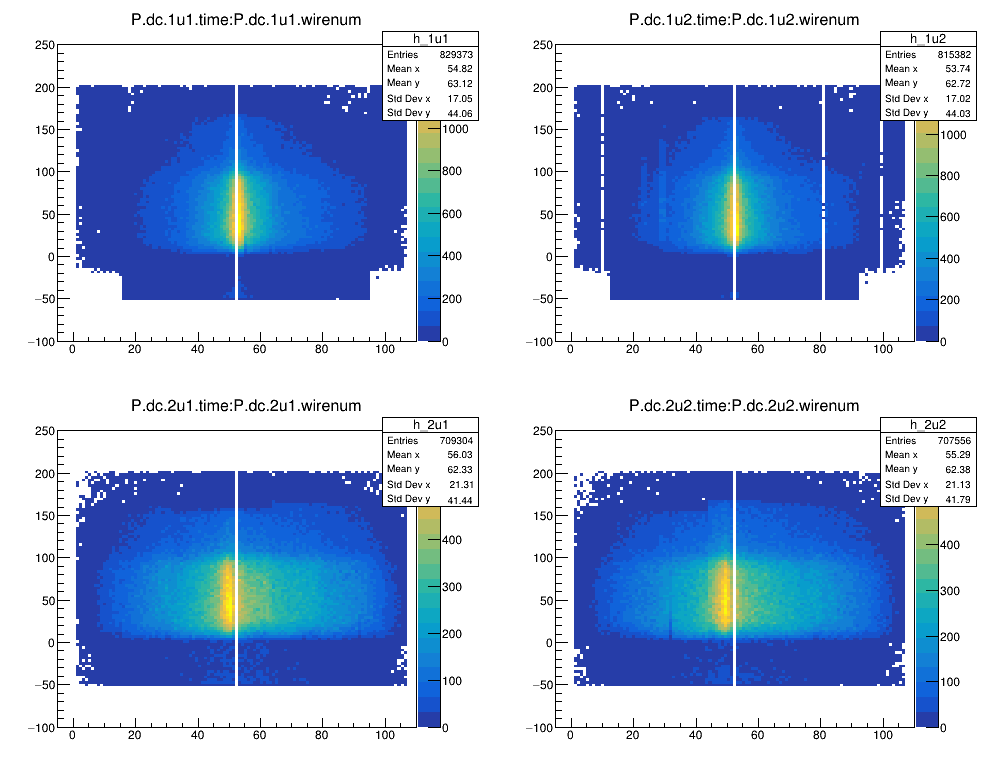 P.dc.1u1.time:P.dc.1u1.wirenum
h_1u1
Entries 829373
Mean x 54.82
Mean y 63.12
Std Dev x 17.05
Std Dev y 44.06
250
200
150
100
50
0
−50
−100
0 20 40 60 80 100
1000
800
600
400
200
0
P.dc.1u2.time:P.dc.1u2.wirenum
h_1u2
Entries 815382
Mean x 53.74
Mean y 62.72
Std Dev x 17.02
Std Dev y 44.03
250
200
150
100
50
0
−50
−100
0 20 40 60 80 100
1000
800
600
400
200
0
P.dc.2u1.time:P.dc.2u1.wirenum
h_2u1
Entries 709304
Mean x 56.03
Mean y 62.33
Std Dev x 21.31
Std Dev y 41.44
250
200
150
100
50
0
−50
−100
0 20 40 60 80 100
400
300
200
100
0
P.dc.2u2.time:P.dc.2u2.wirenum
h_2u2
Entries 707556
Mean x 55.29
Mean y 62.38
Std Dev x 21.13
Std Dev y 41.79
250
200
150
100
50
0
−50
−100
0 20 40 60 80 100
400
300
200
100
0